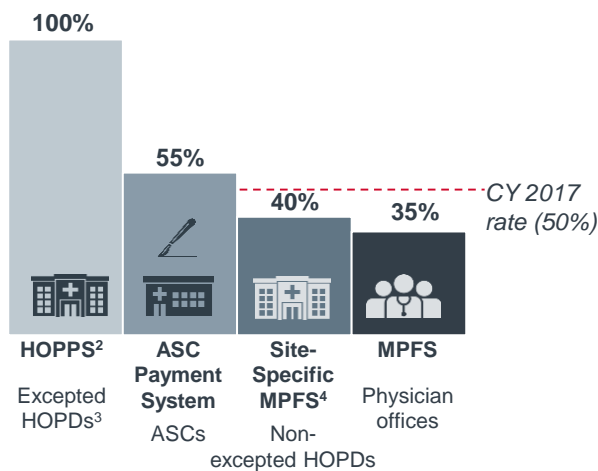 100%
55%
40%
35%
CY 2017
rate (50%)
HOPPS²
Excepted
HOPDs³
ASC
Payment
System
ASCs
Site-
Specific
MPFS⁴
Non-
excepted HOPDs
MPFS
Physician
offices